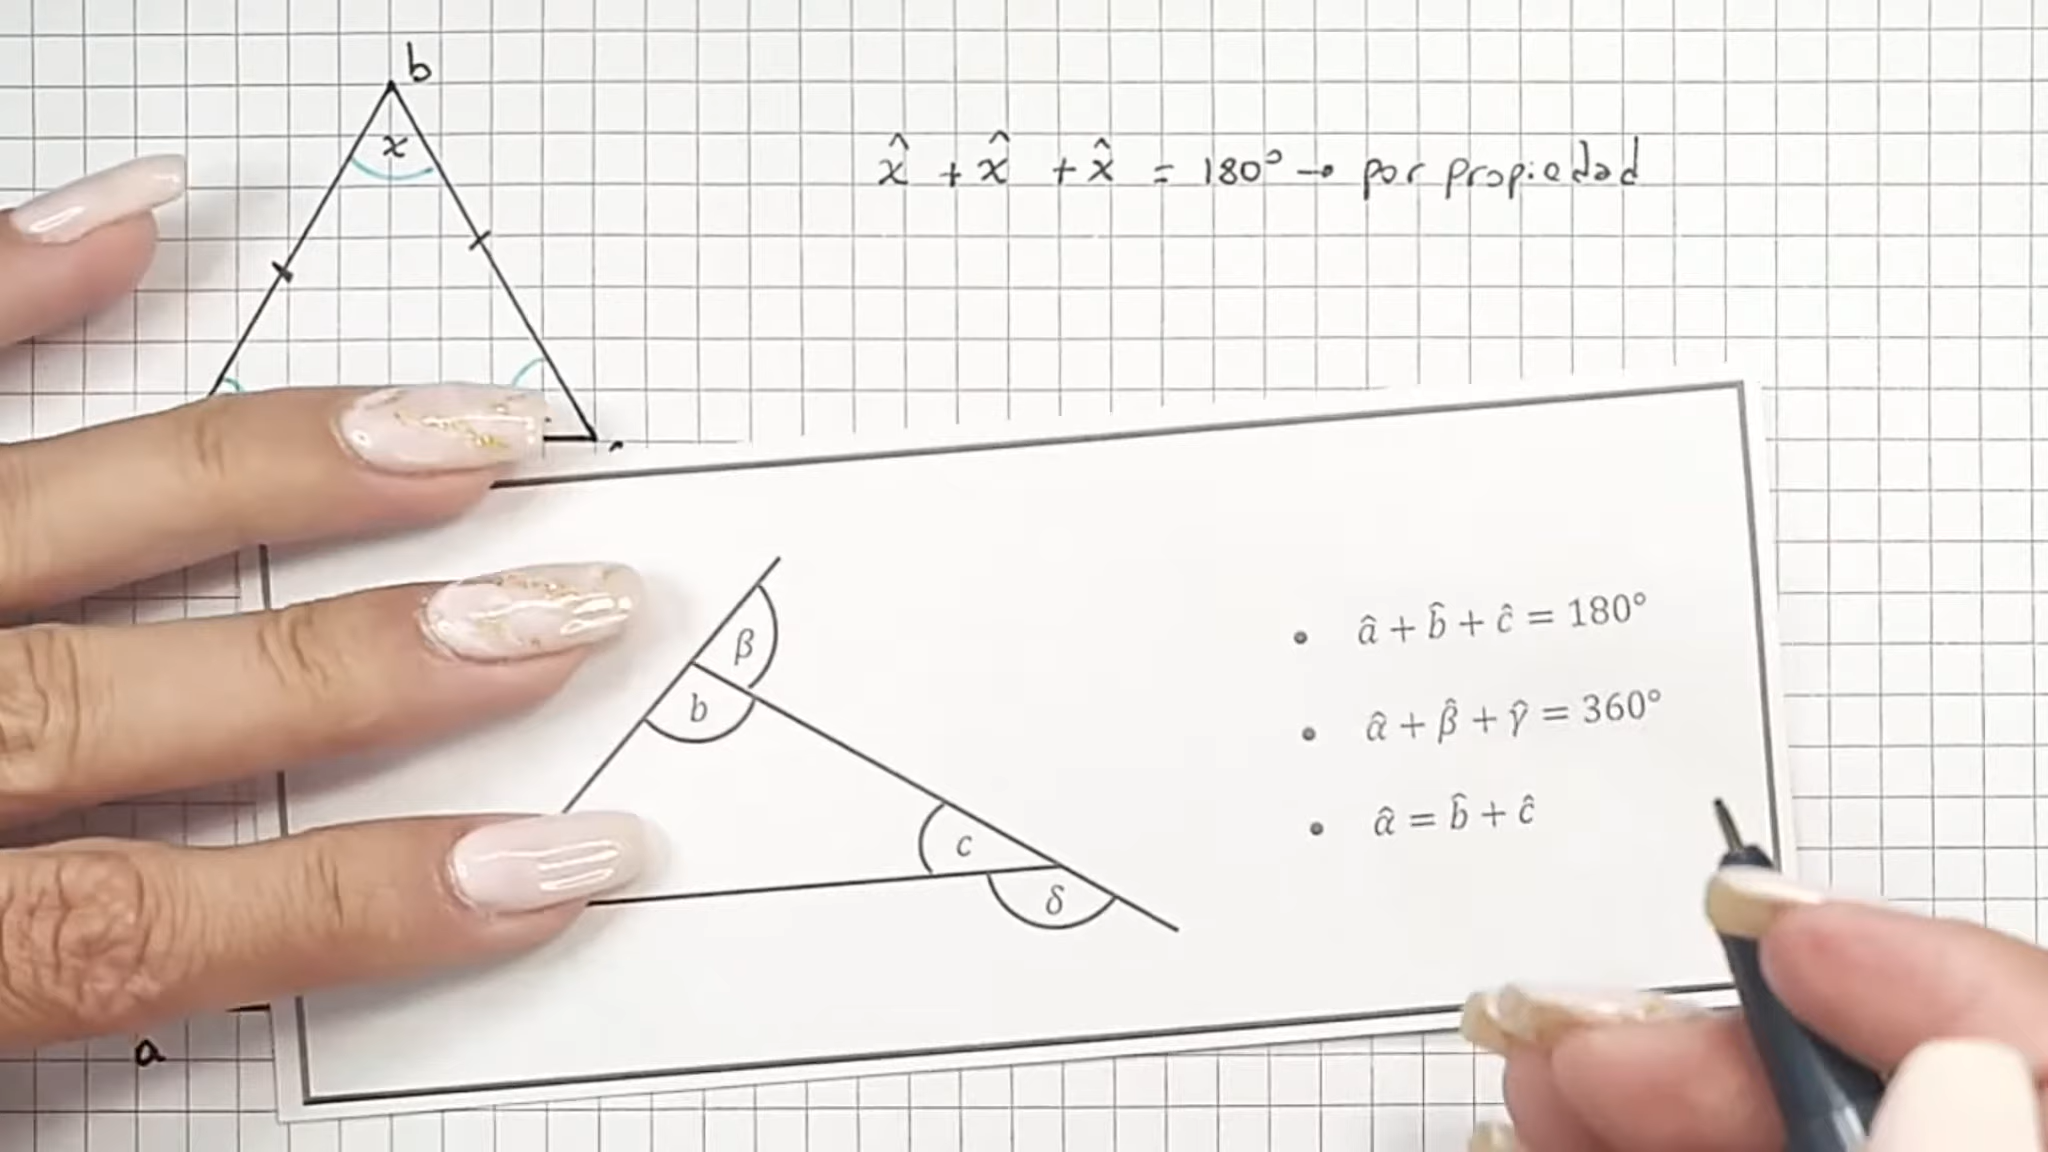 b
x
x̂ + x̂ + x̂ = 180° → por propiedad
β
b
c
δ
• â + b̂ + ĉ = 180°
• α̂ + β̂ + γ̂ = 360°
• α̂ = b̂ + ĉ
a